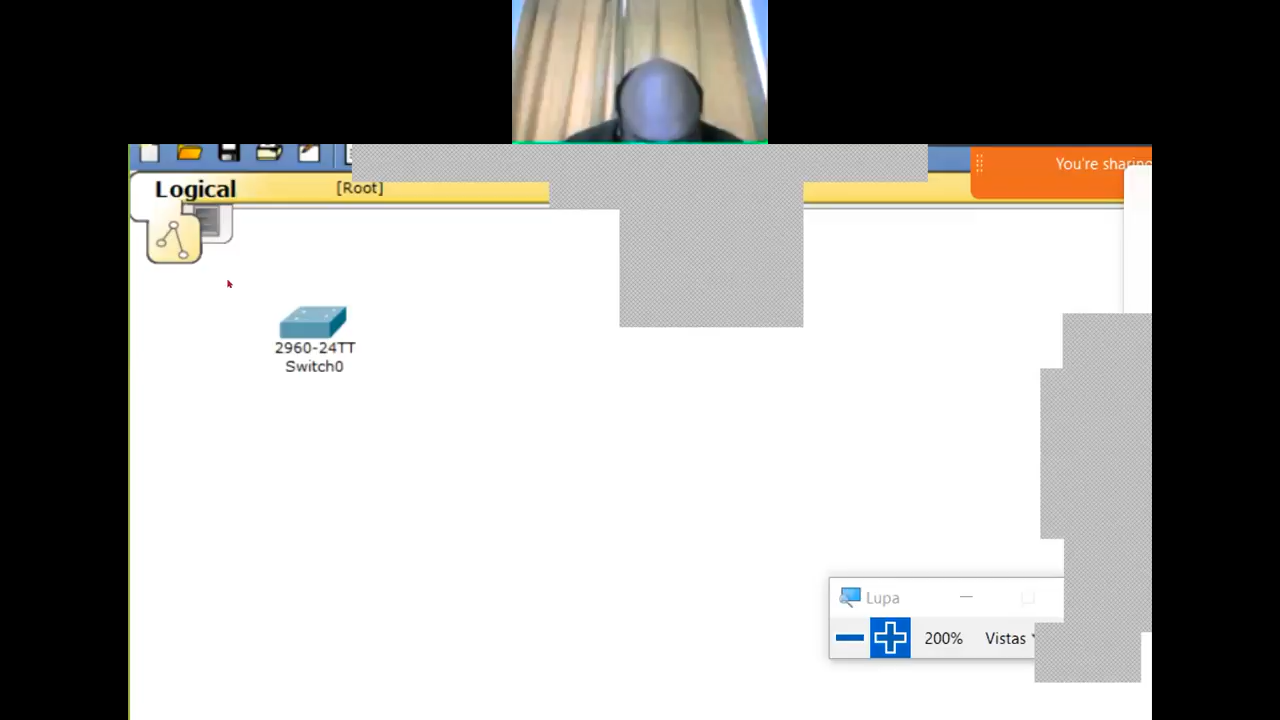 You're sharing
Logical
[Root]
2960-24TT
Switch0
Lupa
200% Vistas